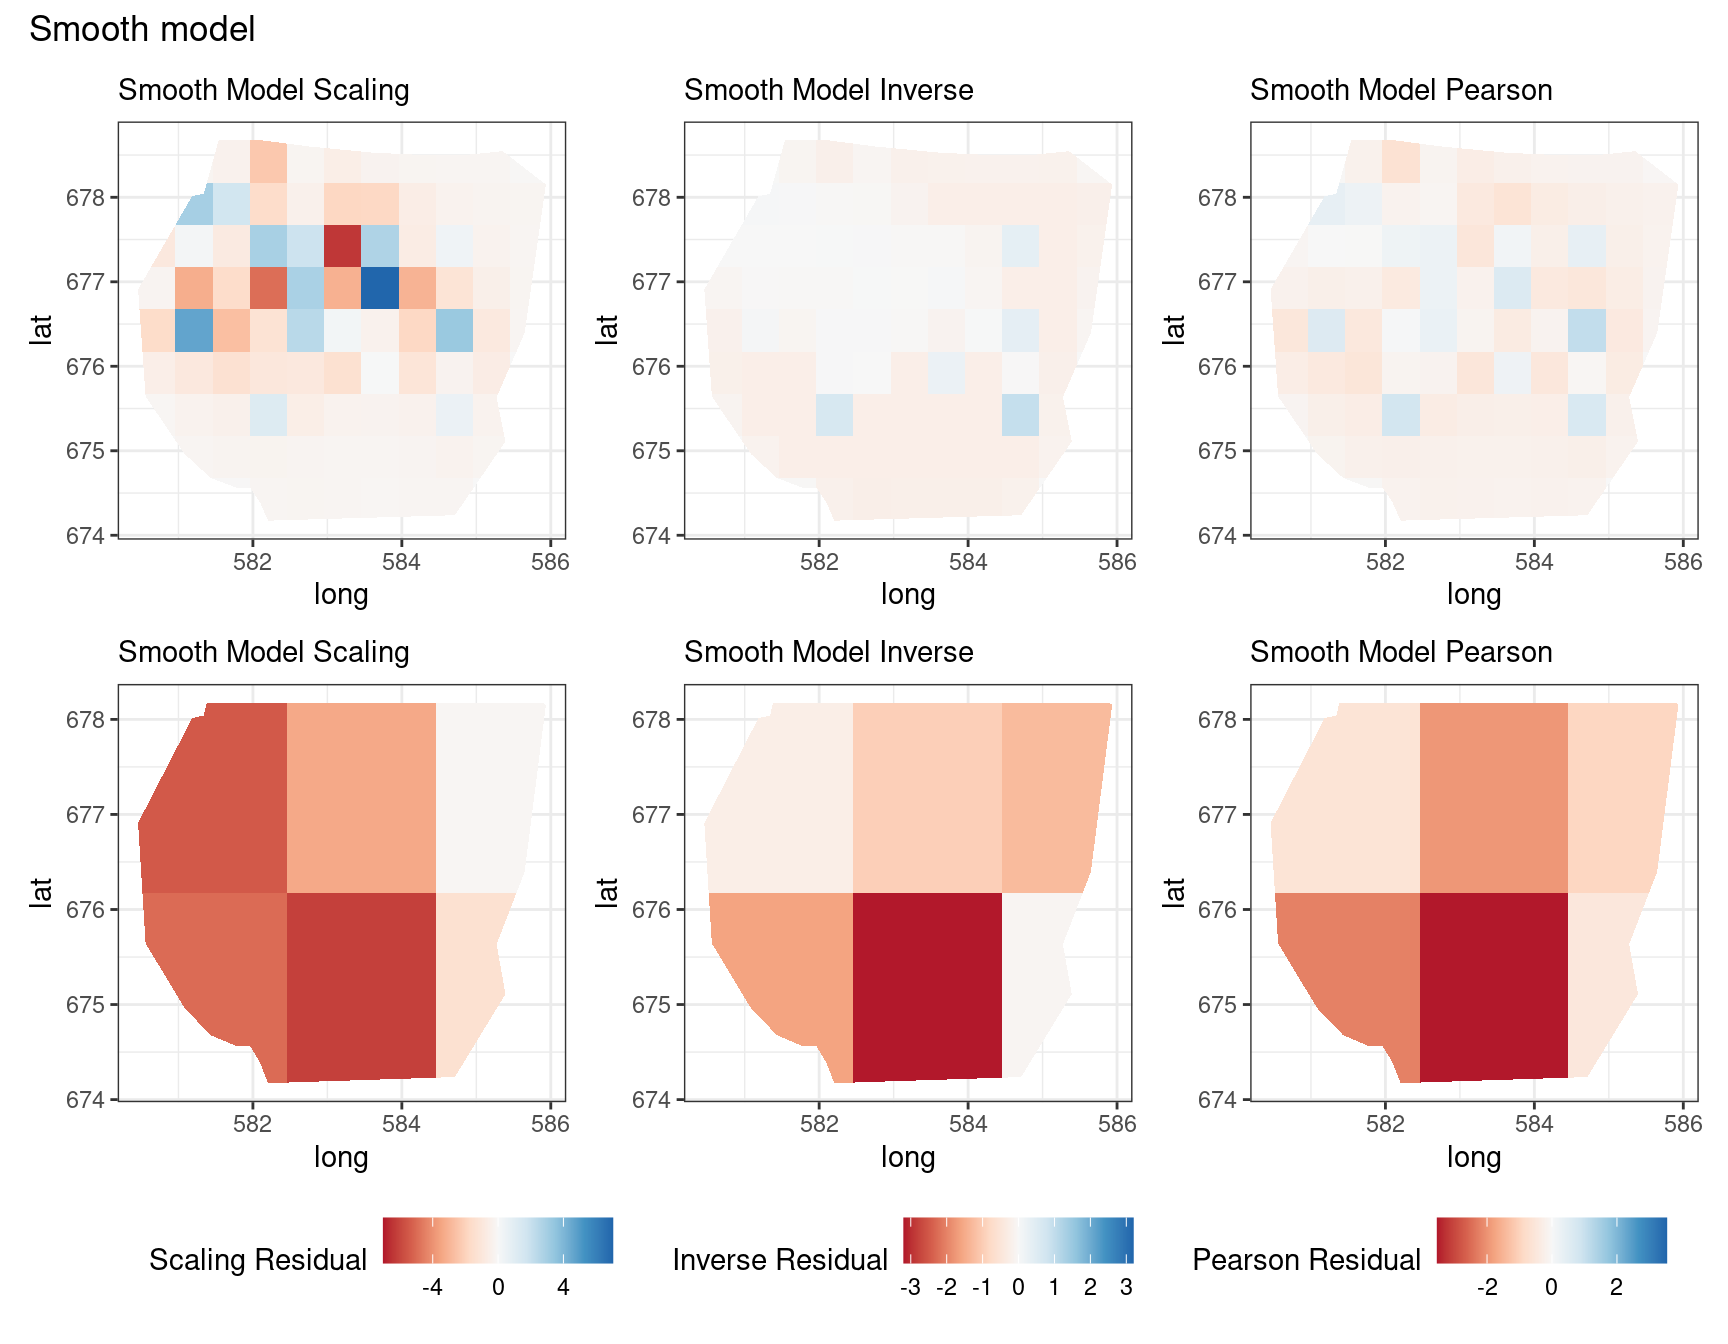 Smooth model
Smooth Model Scaling
Smooth Model Inverse
Smooth Model Pearson
678
677
676
675
674
lat
582
584
586
long
678
677
676
675
674
lat
582
584
586
long
678
677
676
675
674
lat
582
584
586
long
Smooth Model Scaling
Smooth Model Inverse
Smooth Model Pearson
678
677
676
675
674
lat
582
584
586
long
678
677
676
675
674
lat
582
584
586
long
678
677
676
675
674
lat
582
584
586
long
Scaling Residual
-4 0 4
Inverse Residual
-3 -2 -1 0 1 2 3
Pearson Residual
-2 0 2